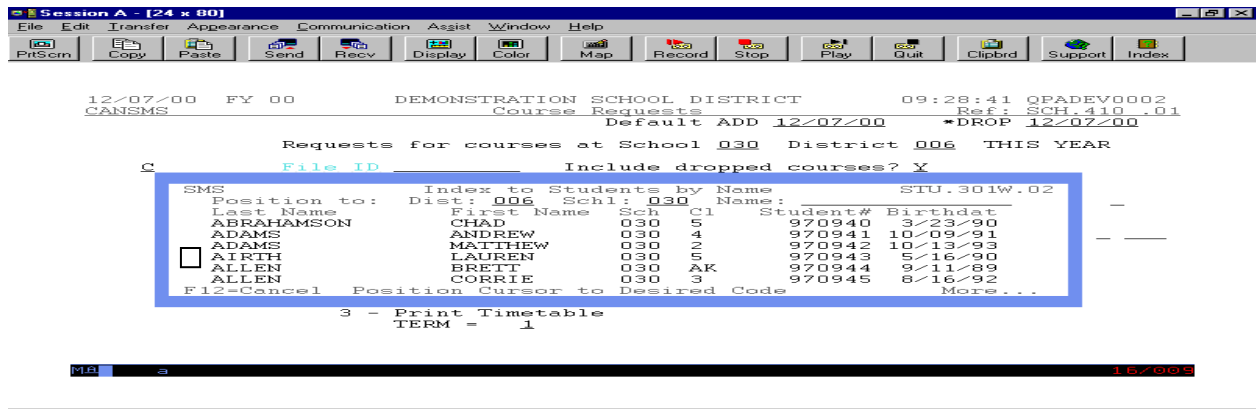 Session A - [24 x 80]
File Edit Transfer Appearance Communication Assist Window Help
PrtScrn Copy Paste Send Recv Display Color Map Record Stop Play Quit Clipbrd Support Index
12/07/00 FY 00 DEMONSTRATION SCHOOL DISTRICT 09:28:41 QPADEV0002
CANSMS Course Requests Ref: SCH.410 .01
Default ADD 12/07/00 *DROP 12/07/00
Requests for courses at School 030 District 006 THIS YEAR
C File ID Include dropped courses? Y
SMS Index to Students by Name STU.301W.02
Position to: Dist: 006 Schl: 030 Name:
Last Name First Name Sch Cl Student# Birthdat
ABRAHAMSON CHAD 030 5 970940 3/23/90
ADAMS ANDREW 030 4 970941 10/09/91
ADAMS MATTHEW 030 2 970942 10/13/93
AIRTH LAUREN 030 5 970943 5/16/90
ALLEN BRETT 030 AK 970944 9/11/89
ALLEN CORRIE 030 3 970945 8/16/92
F12=Cancel Position Cursor to Desired Code More...
3 - Print Timetable
TERM = 1
MA a 16/009